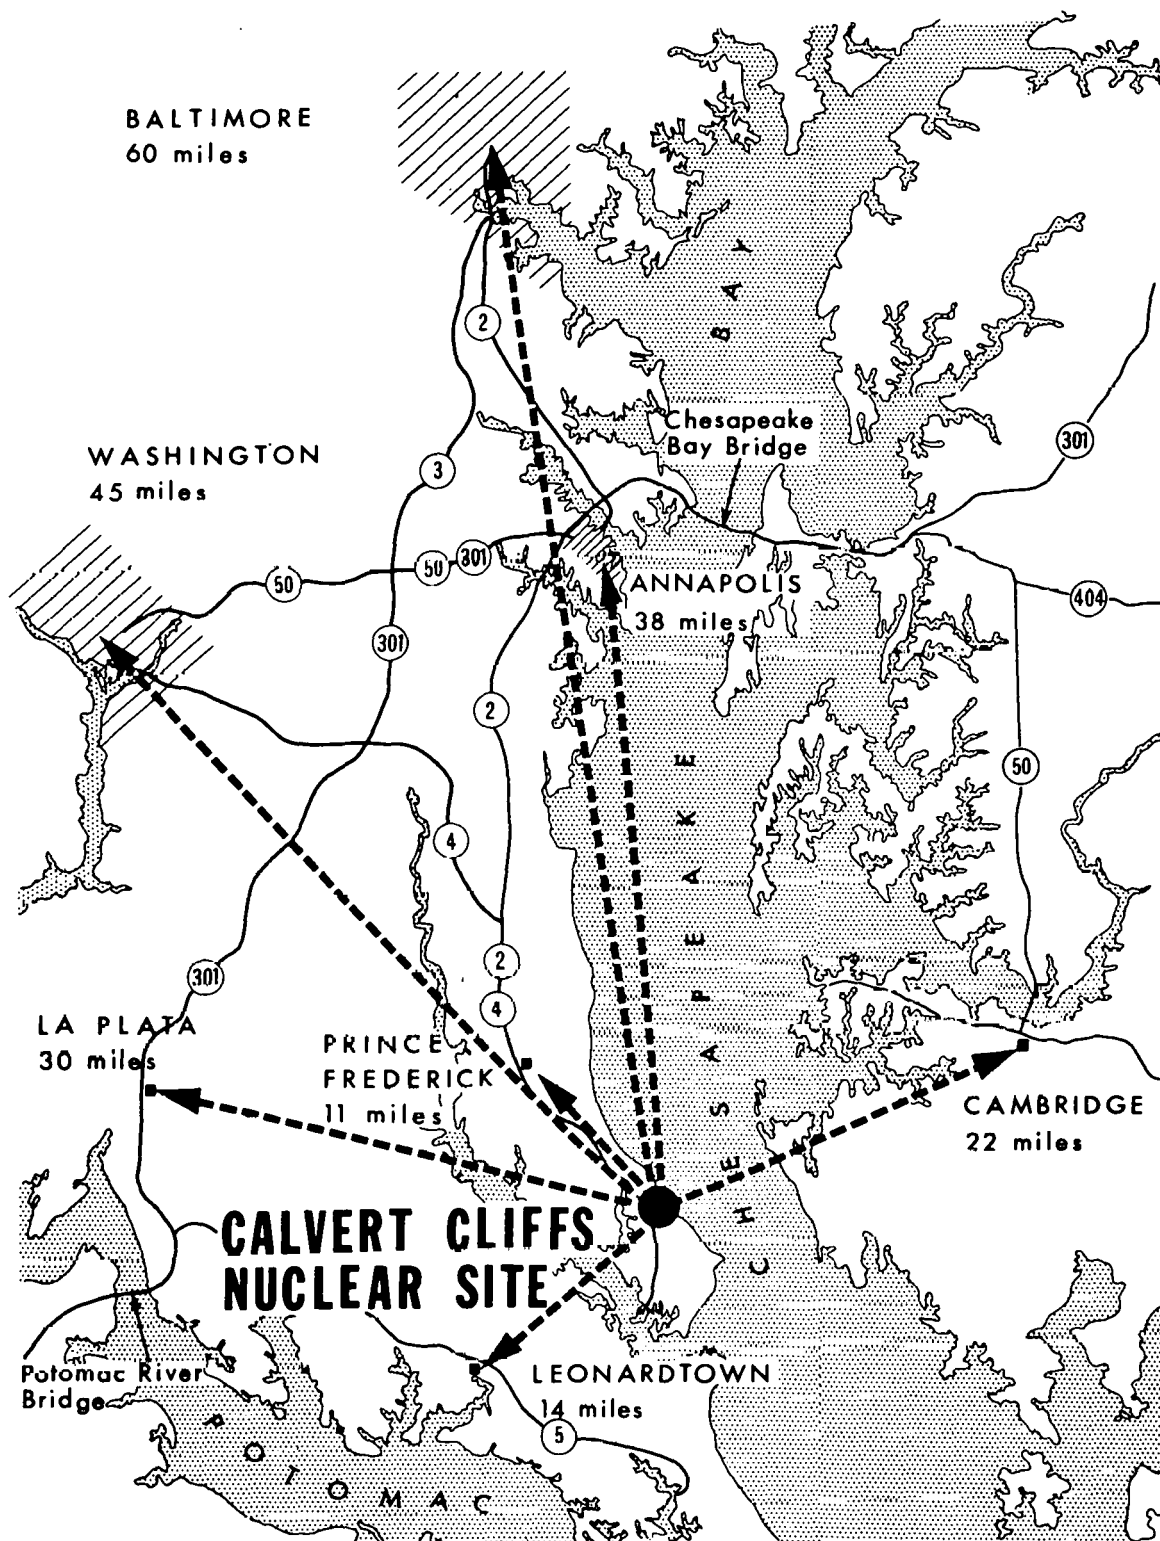 BALTIMORE
60 miles
BAY
2
Chesapeake
Bay Bridge
301
WASHINGTON
45 miles
3
50
50
301
ANNAPOLIS
38 miles
404
301
2
50
4
CHESAPEAKE
2
301
4
LA PLATA
30 miles
PRINCE
FREDERICK
11 miles
CAMBRIDGE
22 miles
CALVERT CLIFFS
NUCLEAR SITE
Potomac River
Bridge
LEONARDTOWN
14 miles
5
POTOMAC